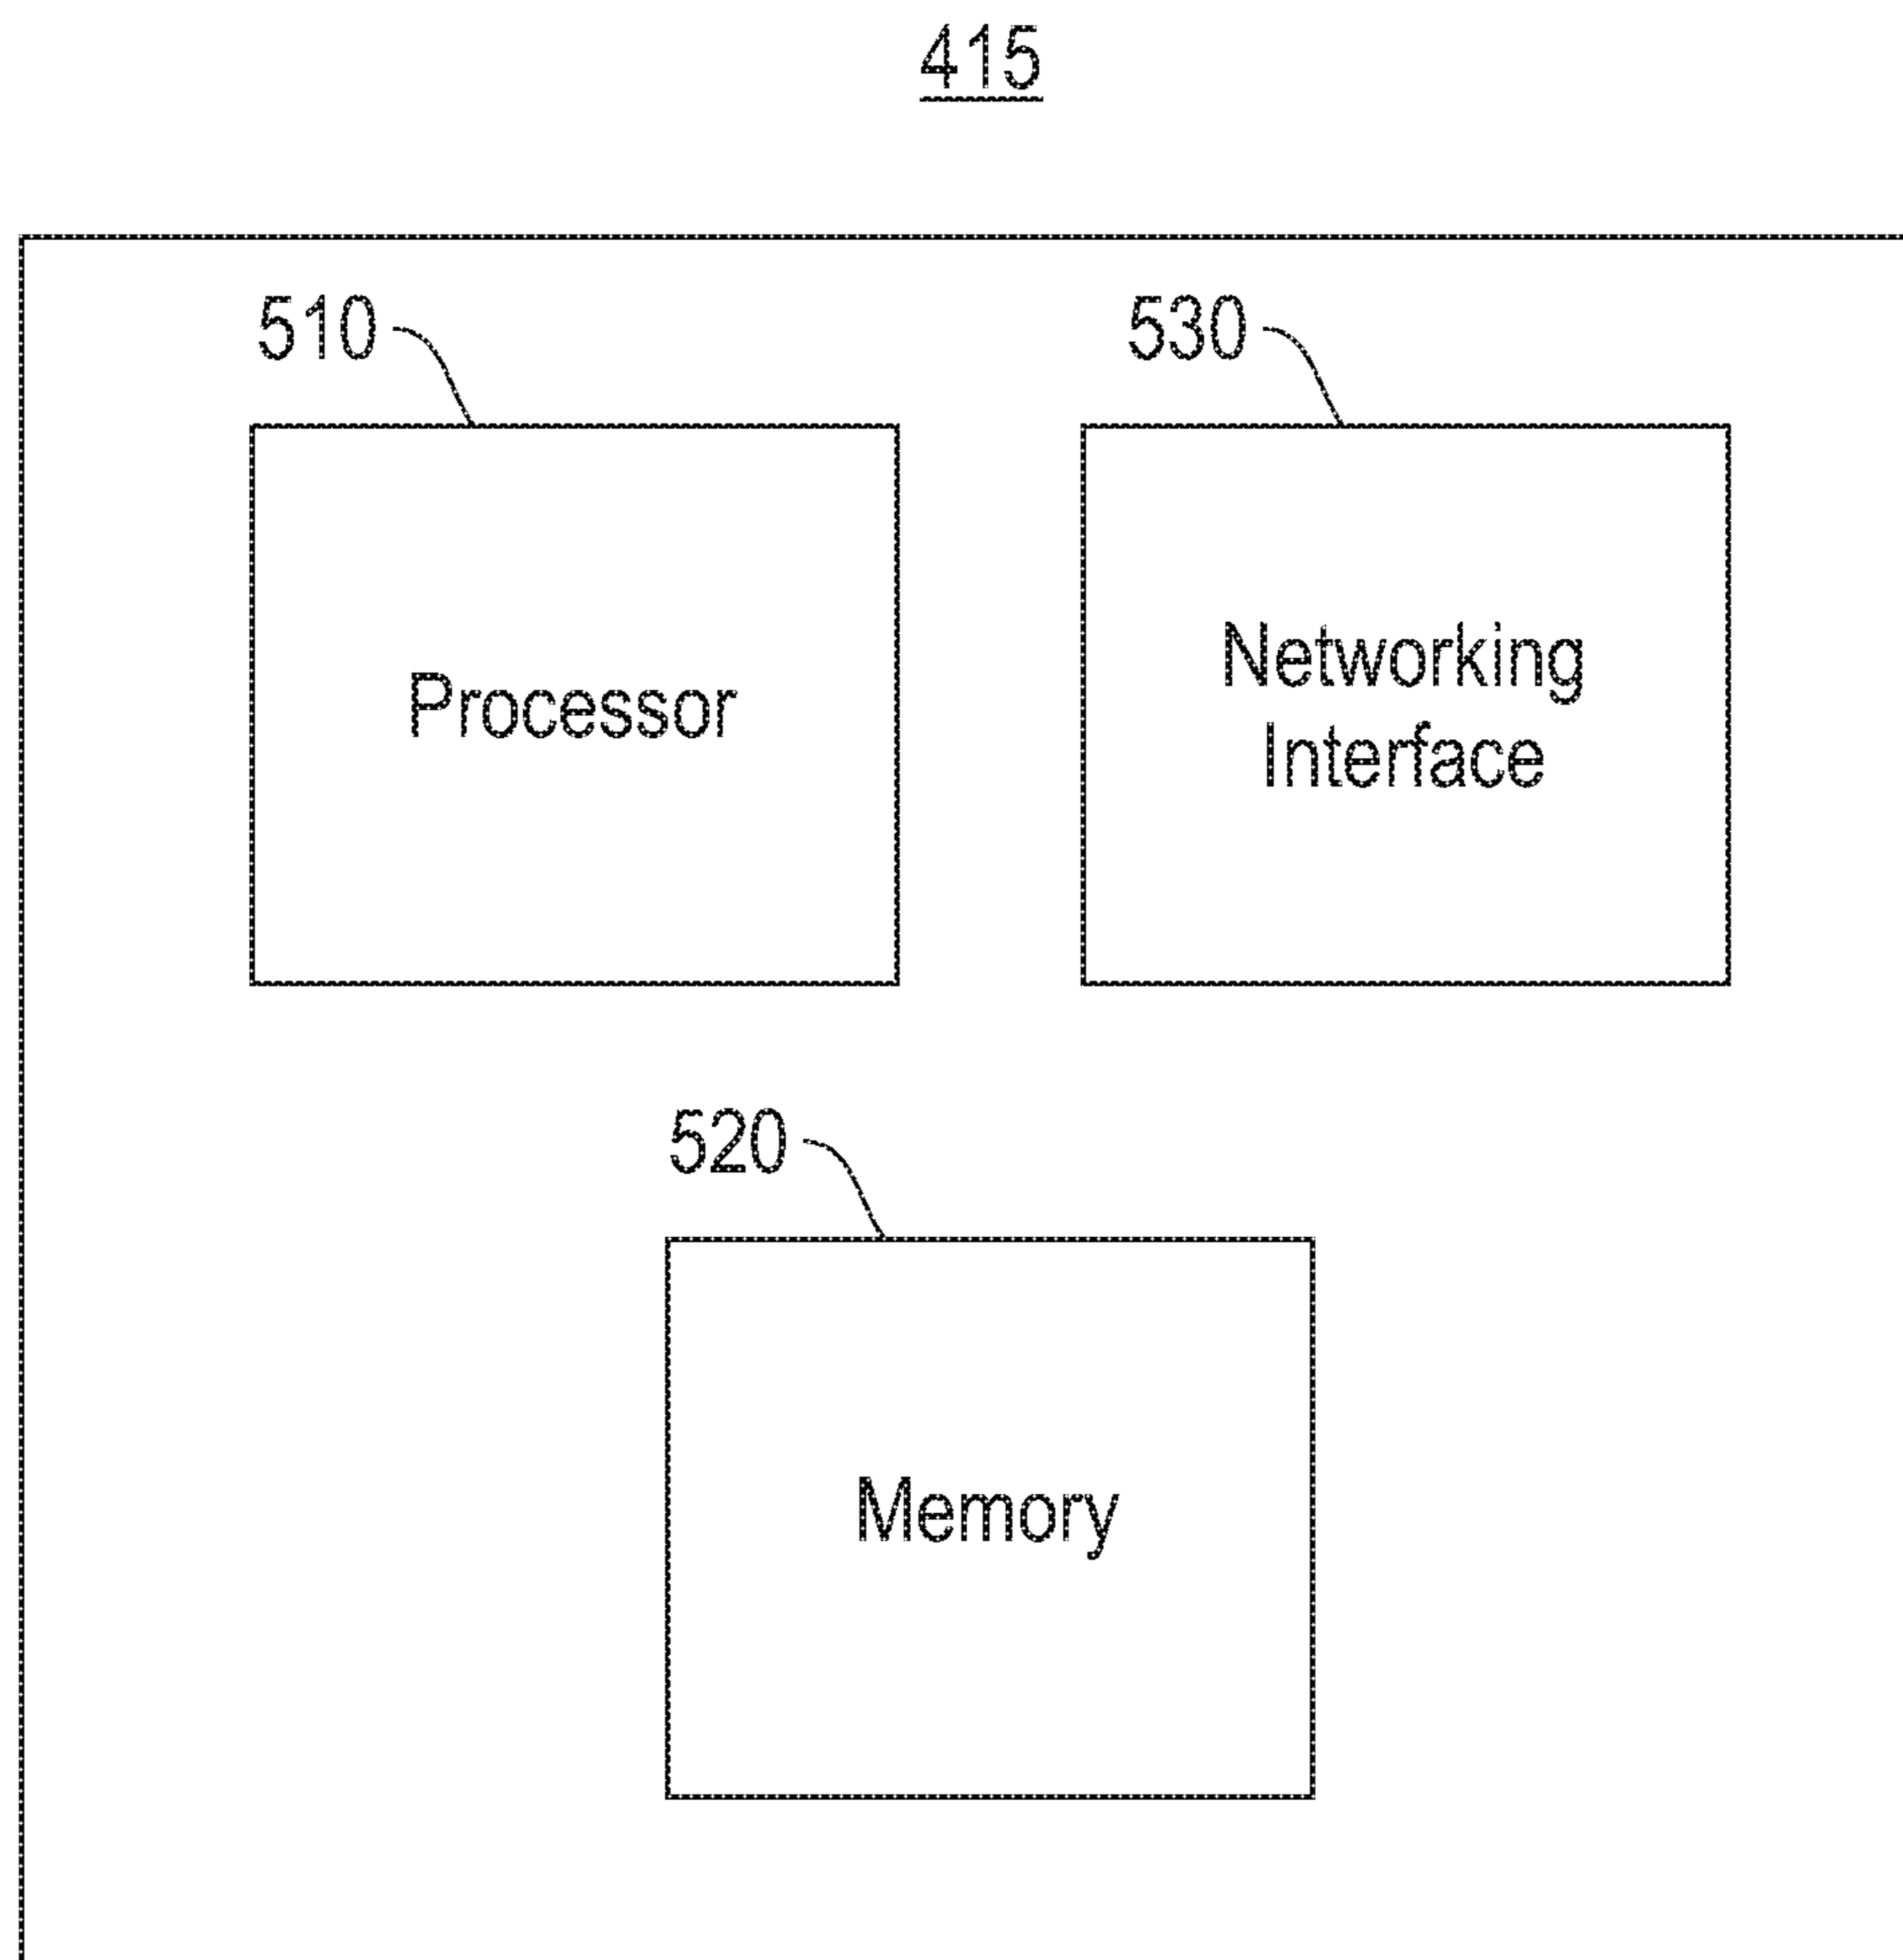 415
510
530
Processor
Networking
Interface
520
Memory